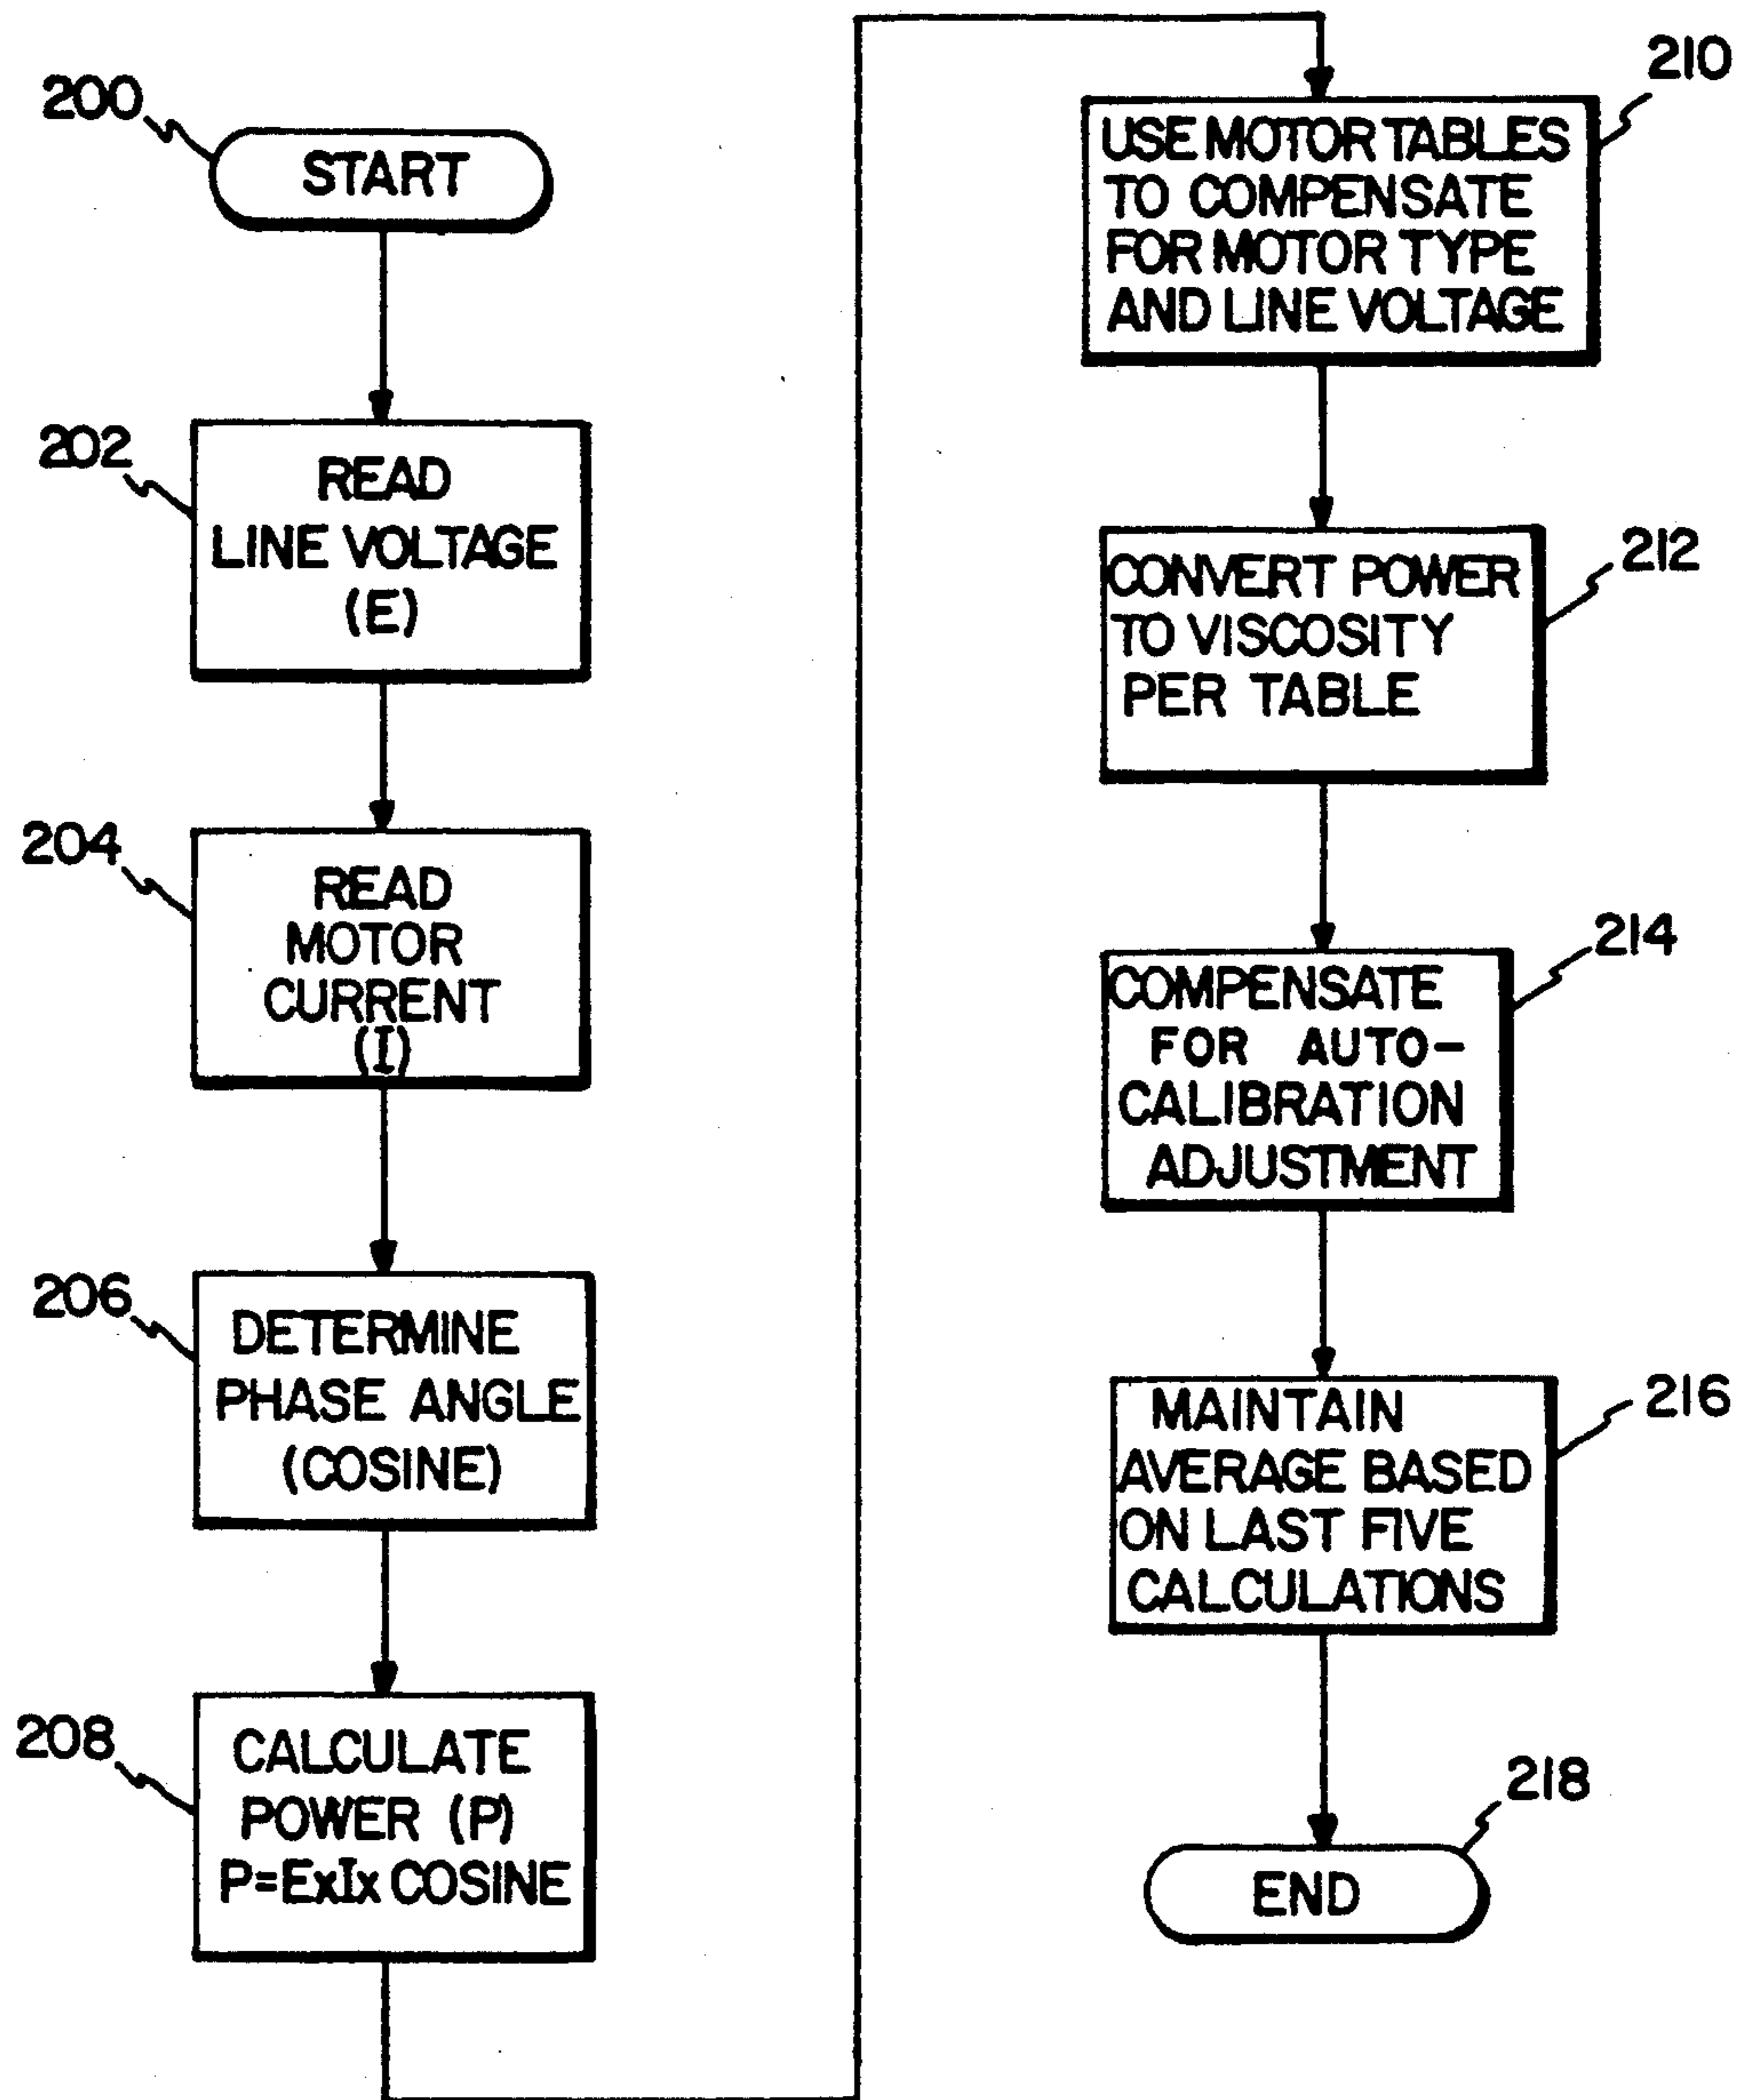 200
START
202
READ
LINE VOLTAGE
(E)
204
READ
MOTOR
CURRENT
(I)
206
DETERMINE
PHASE ANGLE
(COSINE)
208
CALCULATE
POWER (P)
P=ExIx COSINE
210
USE MOTOR TABLES
TO COMPENSATE
FOR MOTOR TYPE
AND LINE VOLTAGE
212
CONVERT POWER
TO VISCOSITY
PER TABLE
214
COMPENSATE
FOR AUTO-
CALIBRATION
ADJUSTMENT
216
MAINTAIN
AVERAGE BASED
ON LAST FIVE
CALCULATIONS
218
END